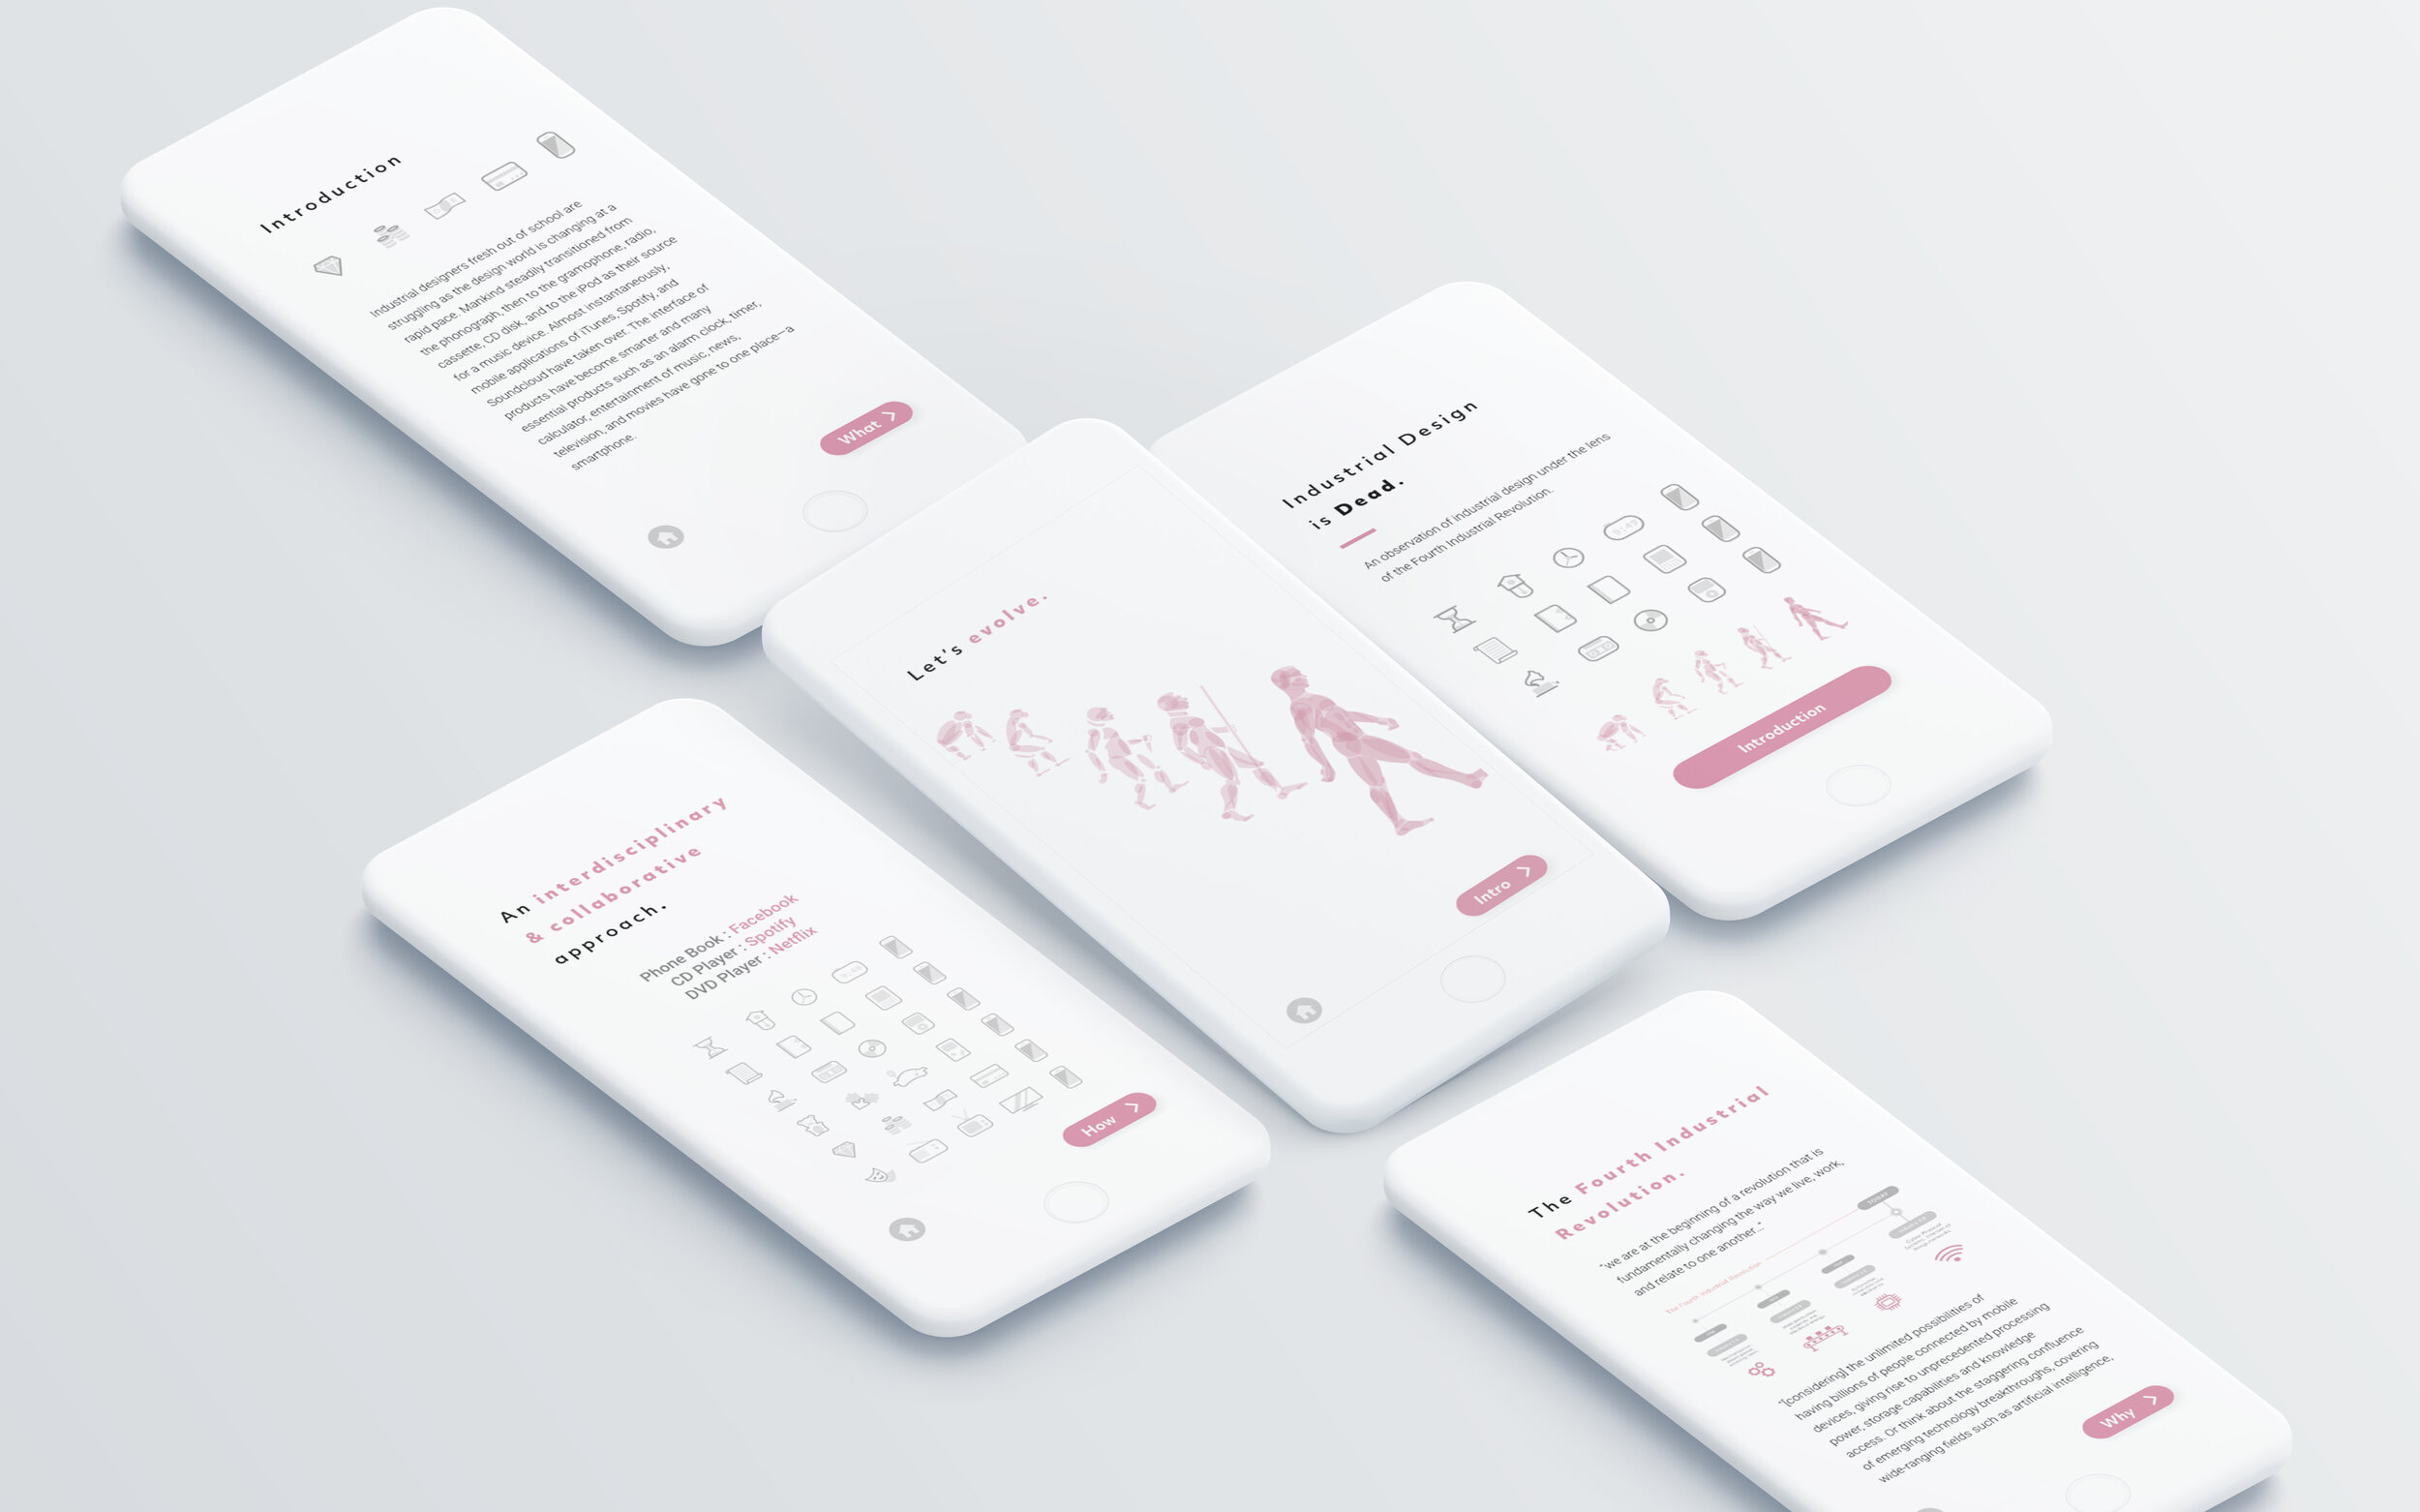 Introduction
Industrial designers fresh out of school are
struggling as the design world is changing at a
rapid pace. Mankind steadily transitioned from
the phonograph, then to the gramophone, radio,
cassette, CD disk, and to the iPod as their source
for a music device. Almost instantaneously,
mobile applications of iTunes, Spotify, and
Soundcloud have taken over. The interface of
products have become smarter and many
essential products such as an alarm clock, timer,
calculator, entertainment of music, news,
television, and movies have gone to one place—a
smartphone.
What
Industrial Design
is Dead.
An observation of industrial design under the lens
of the Fourth Industrial Revolution.
Introduction
Let's evolve.
Intro
An interdisciplinary
& collaborative
approach.
Phone Book : Facebook
CD Player : Spotify
DVD Player : Netflix
How
The Fourth Industrial
Revolution.
"we are at the beginning of a revolution that is
fundamentally changing the way we live, work,
and relate to one another..."
The Fourth Industrial Revolution
TODAY
"[considering] the unlimited possibilities of
having billions of people connected by mobile
devices, giving rise to unprecedented processing
power, storage capabilities and knowledge
access. Or think about the staggering confluence
of emerging technology breakthroughs, covering
wide-ranging fields such as artificial intelligence,
Why